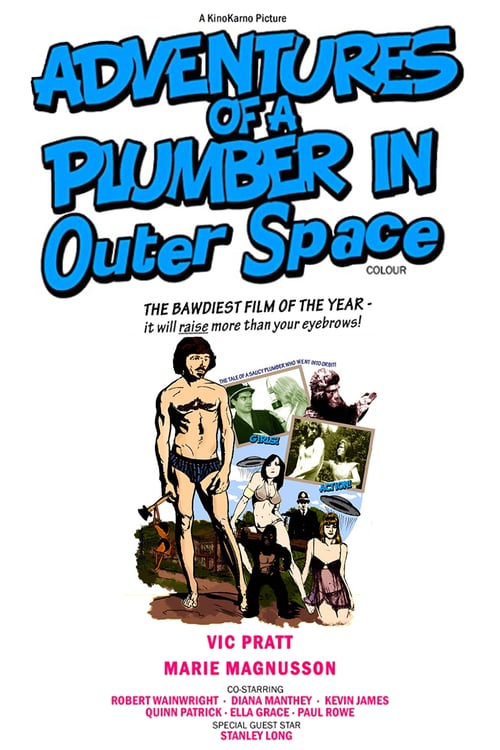 A KinoKarno Picture
ADVENTURES
OF A
PLUMBER IN
Outer Space
COLOUR
THE BAWDIEST FILM OF THE YEAR -
it will raise more than your eyebrows!
THE TALE OF A SAUCY PLUMBER WHO WENT INTO ORBIT!
GIRLS!
ACTION!
VIC PRATT
MARIE MAGNUSSON
CO-STARRING
ROBERT WAINWRIGHT · DIANA MANTHEY · KEVIN JAMES
QUINN PATRICK · ELLA GRACE · PAUL ROWE
SPECIAL GUEST STAR
STANLEY LONG